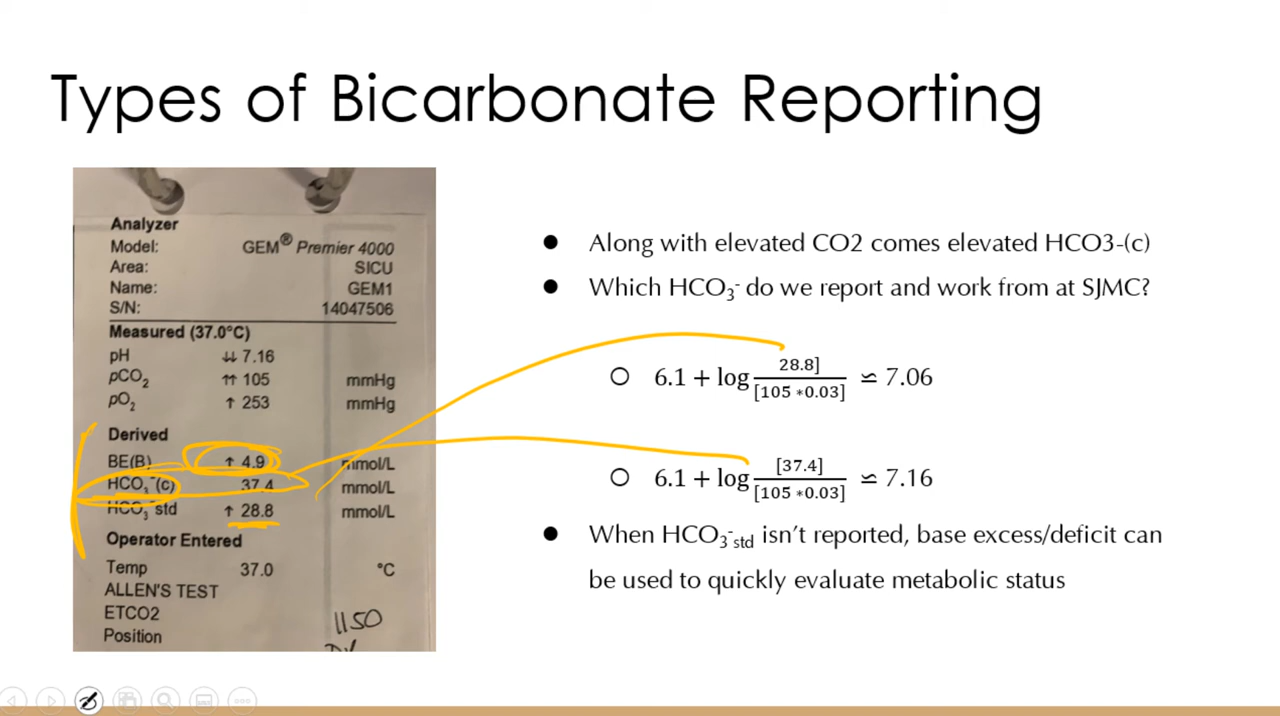 Types of Bicarbonate Reporting
Analyzer
Model: GEM® Premier 4000
Area: SICU
Name: GEM1
S/N: 14047506
Measured (37.0°C)
pH ↓↓ 7.16
pCO₂ ↑↑ 105 mmHg
pO₂ ↑ 253 mmHg
Derived
BE(B) ↑ 4.9 mmol/L
HCO₃⁻(c) 37.4 mmol/L
HCO₃⁻std ↑ 28.8 mmol/L
Operator Entered
Temp 37.0 °C
ALLEN'S TEST
ETCO2
Position
1150
● Along with elevated CO2 comes elevated HCO3-(c)
● Which HCO₃⁻ do we report and work from at SJMC?
○ 6.1 + log 28.8] / [105 *0.03] ≃ 7.06
○ 6.1 + log [37.4] / [105 *0.03] ≃ 7.16
● When HCO₃⁻std isn't reported, base excess/deficit can
be used to quickly evaluate metabolic status